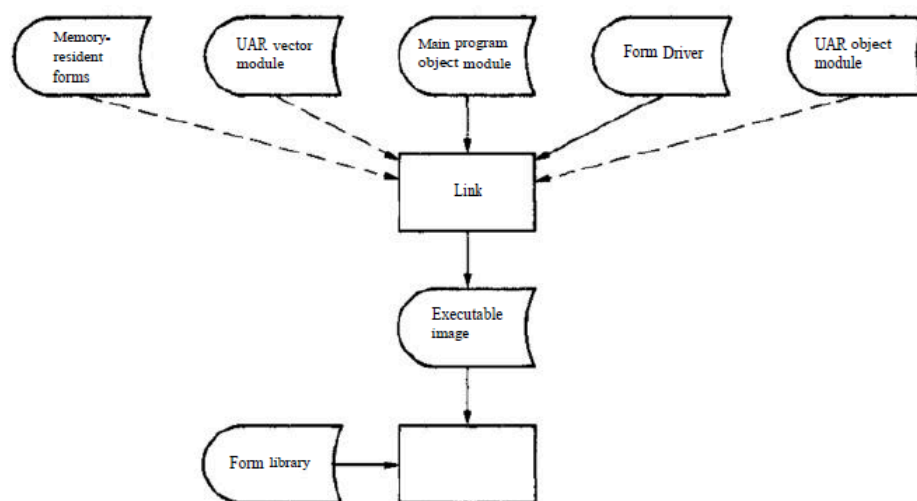 Memory-
resident
forms
UAR vector
module
Main program
object module
Form Driver
UAR object
module
Link
Executable
image
Form library